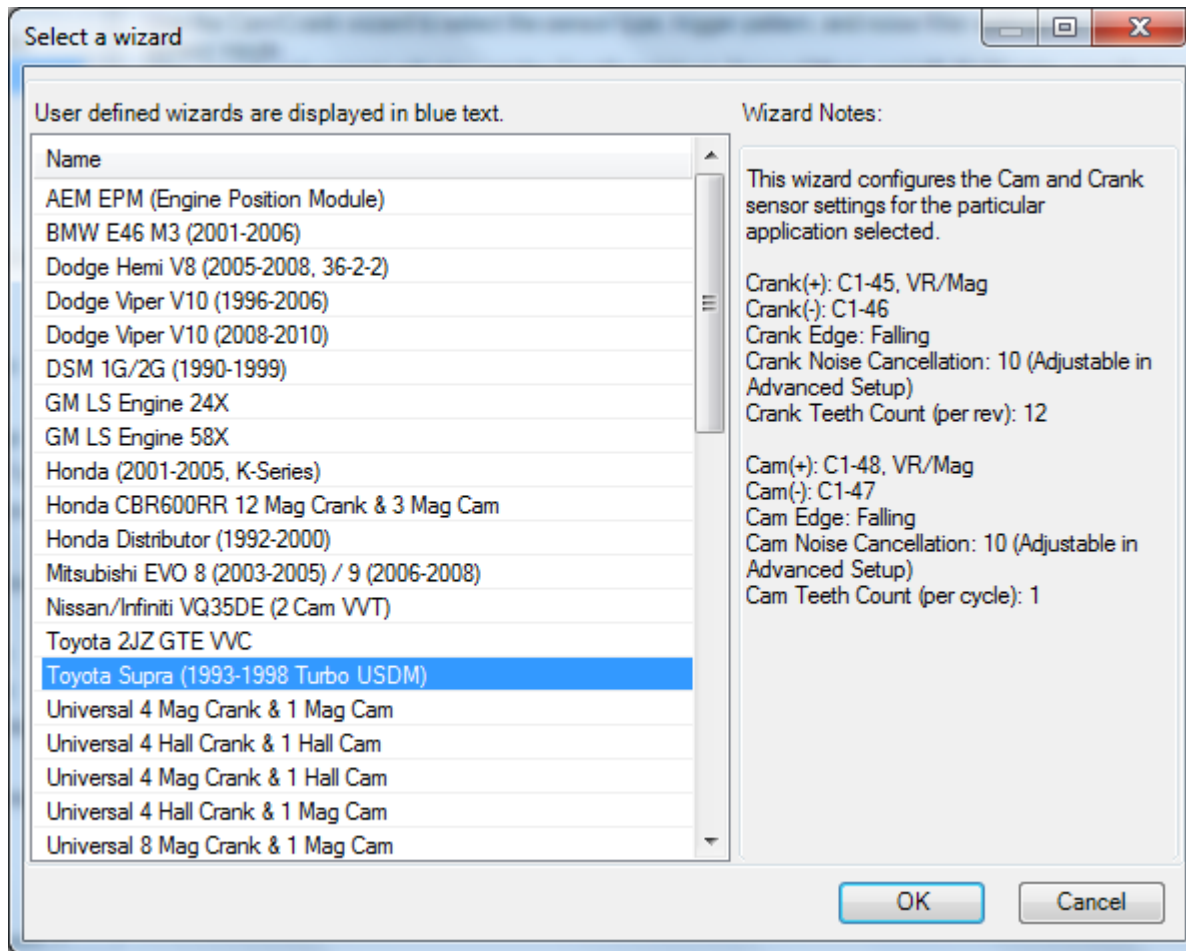 Select a wizard
User defined wizards are displayed in blue text.
Name
AEM EPM (Engine Position Module)
BMW E46 M3 (2001-2006)
Dodge Hemi V8 (2005-2008, 36-2-2)
Dodge Viper V10 (1996-2006)
Dodge Viper V10 (2008-2010)
DSM 1G/2G (1990-1999)
GM LS Engine 24X
GM LS Engine 58X
Honda (2001-2005, K-Series)
Honda CBR600RR 12 Mag Crank & 3 Mag Cam
Honda Distributor (1992-2000)
Mitsubishi EVO 8 (2003-2005) / 9 (2006-2008)
Nissan/Infiniti VQ35DE (2 Cam VVT)
Toyota 2JZ GTE VVC
Toyota Supra (1993-1998 Turbo USDM)
Universal 4 Mag Crank & 1 Mag Cam
Universal 4 Hall Crank & 1 Hall Cam
Universal 4 Mag Crank & 1 Hall Cam
Universal 4 Hall Crank & 1 Mag Cam
Universal 8 Mag Crank & 1 Mag Cam
Wizard Notes:
This wizard configures the Cam and Crank
sensor settings for the particular
application selected.
Crank(+): C1-45, VR/Mag
Crank(-): C1-46
Crank Edge: Falling
Crank Noise Cancellation: 10 (Adjustable in
Advanced Setup)
Crank Teeth Count (per rev): 12
Cam(+): C1-48, VR/Mag
Cam(-): C1-47
Cam Edge: Falling
Cam Noise Cancellation: 10 (Adjustable in
Advanced Setup)
Cam Teeth Count (per cycle): 1
OK
Cancel